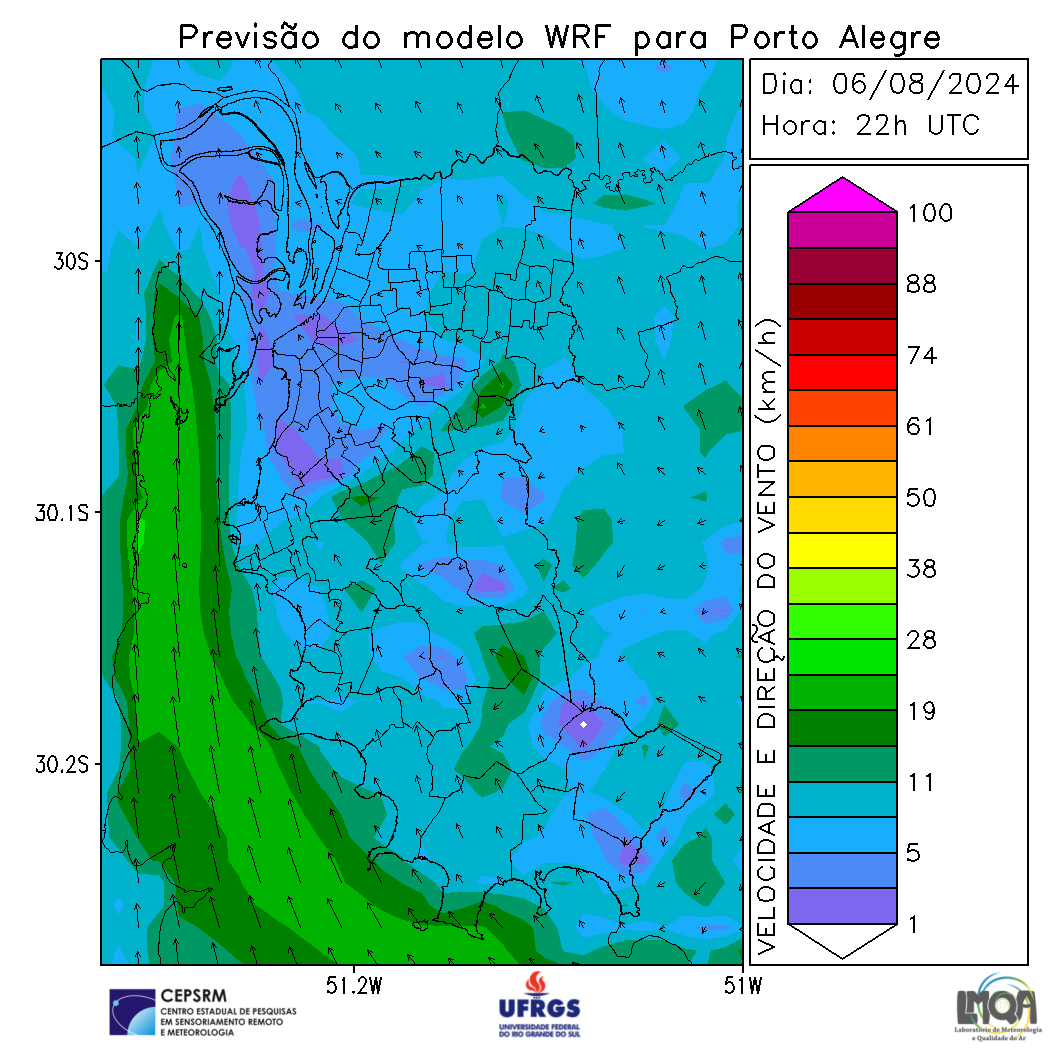 Previsão do modelo WRF para Porto Alegre
Dia: 06/08/2024
Hora: 22h UTC
30S
30.1S
30.2S
51.2W
51W
VELOCIDADE E DIREÇÃO DO VENTO (km/h)
100
88
74
61
50
38
28
19
11
5
1
CEPSRM
CENTRO ESTADUAL DE PESQUISAS
EM SENSORIAMENTO REMOTO
E METEOROLOGIA
UFRGS
UNIVERSIDADE FEDERAL
DO RIO GRANDE DO SUL
LMQA
Laboratório de Meteorologia
e Qualidade do Ar